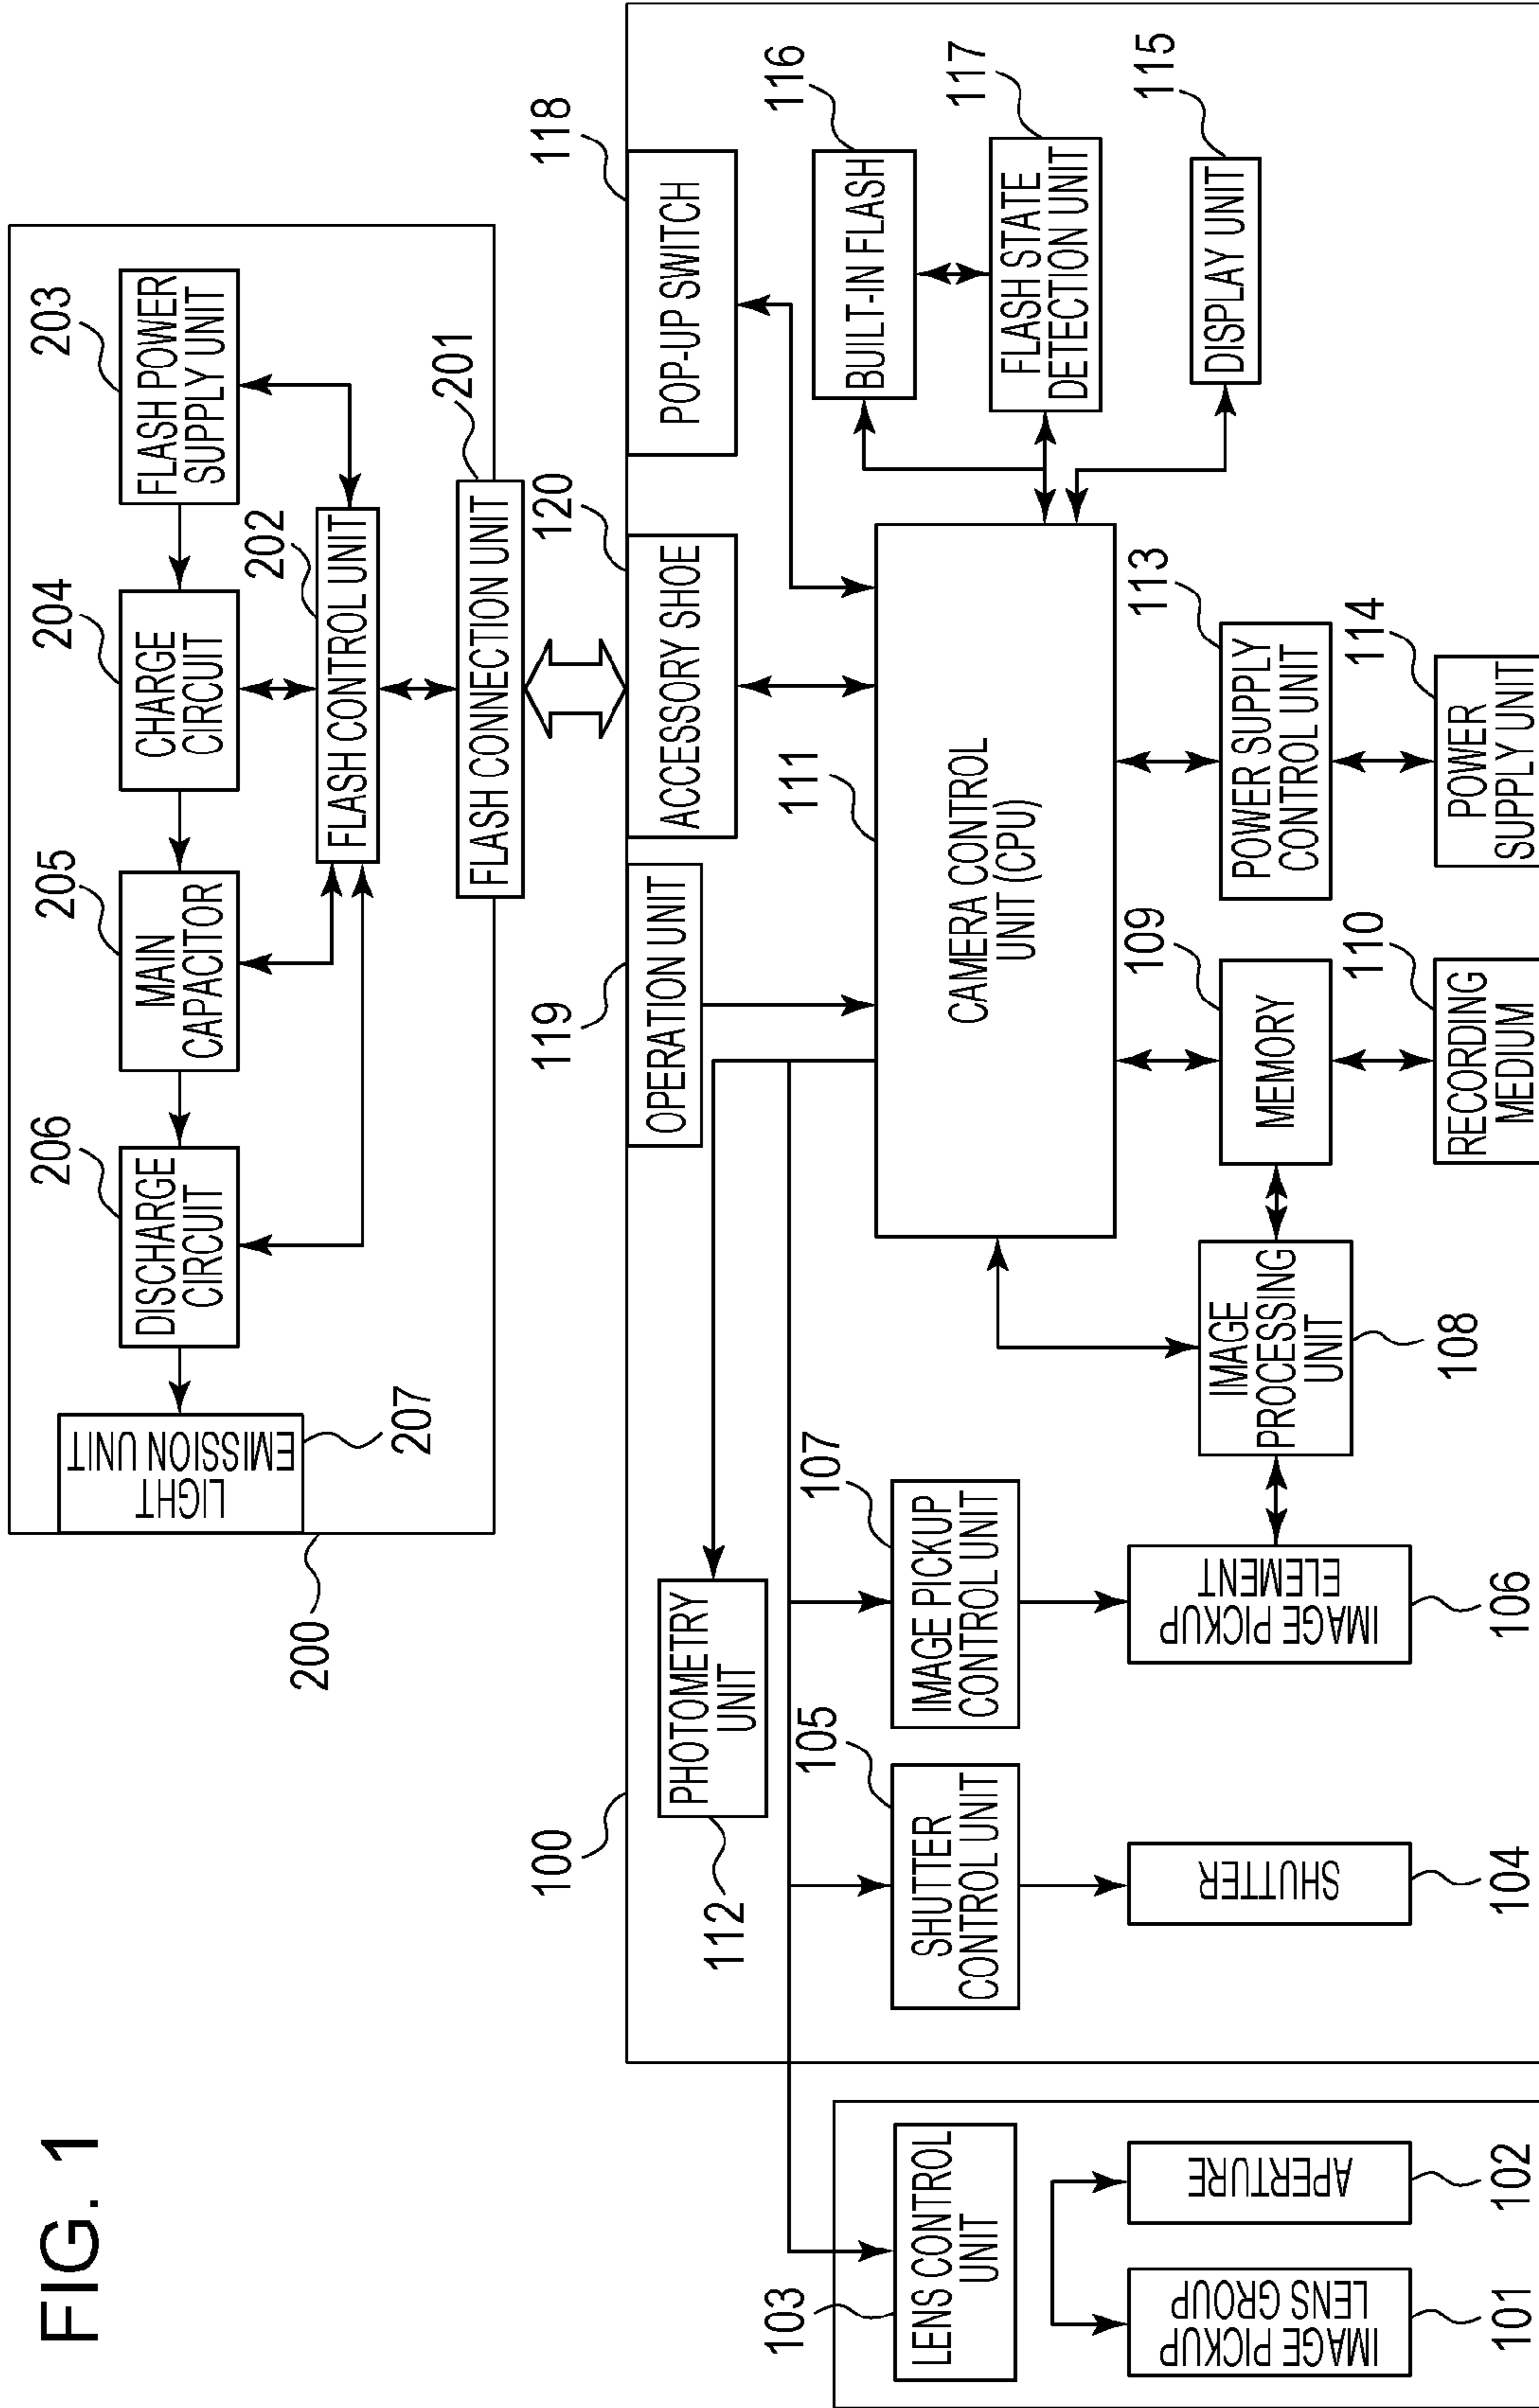 FIG. 1
200
207
LIGHT
EMISSION UNIT
206
DISCHARGE
CIRCUIT
205
MAIN
CAPACITOR
204
CHARGE
CIRCUIT
203
FLASH POWER
SUPPLY UNIT
202
FLASH CONTROL UNIT
201
FLASH CONNECTION UNIT
100
119
OPERATION UNIT
120
ACCESSORY SHOE
118
POP-UP SWITCH
112
PHOTOMETRY
UNIT
103
LENS CONTROL
UNIT
105
SHUTTER
CONTROL UNIT
107
IMAGE PICKUP
CONTROL UNIT
111
CAMERA CONTROL
UNIT (CPU)
116
BUILT-IN FLASH
117
FLASH STATE
DETECTION UNIT
115
DISPLAY UNIT
101
IMAGE PICKUP
LENS GROUP
102
APERTURE
104
SHUTTER
106
IMAGE PICKUP
ELEMENT
108
IMAGE
PROCESSING
UNIT
109
MEMORY
110
RECORDING
MEDIUM
113
POWER SUPPLY
CONTROL UNIT
114
POWER
SUPPLY UNIT